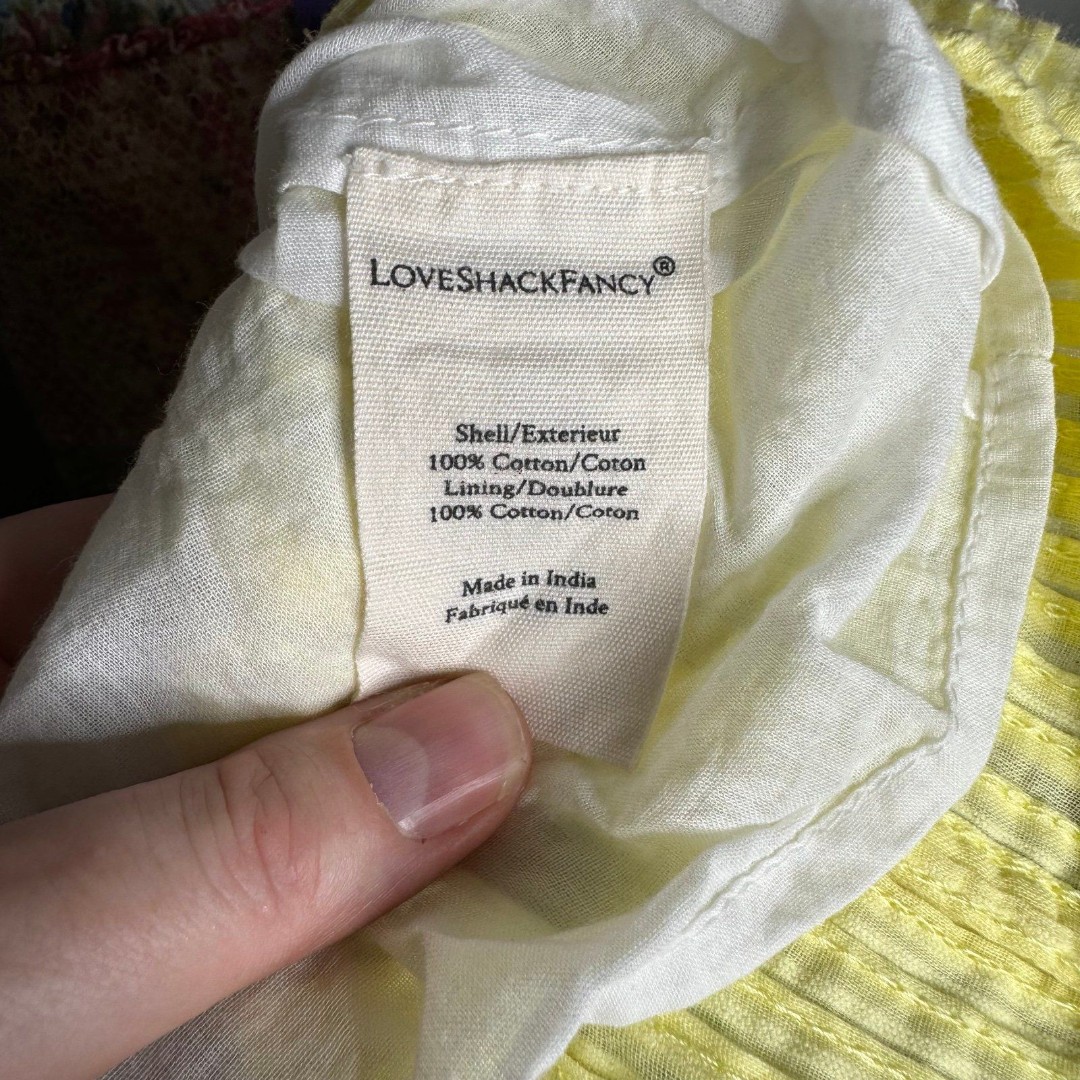 LOVESHACKFANCY®
Shell/Exterieur
100% Cotton/Coton
Lining/Doublure
100% Cotton/Coton
Made in India
Fabriqué en Inde